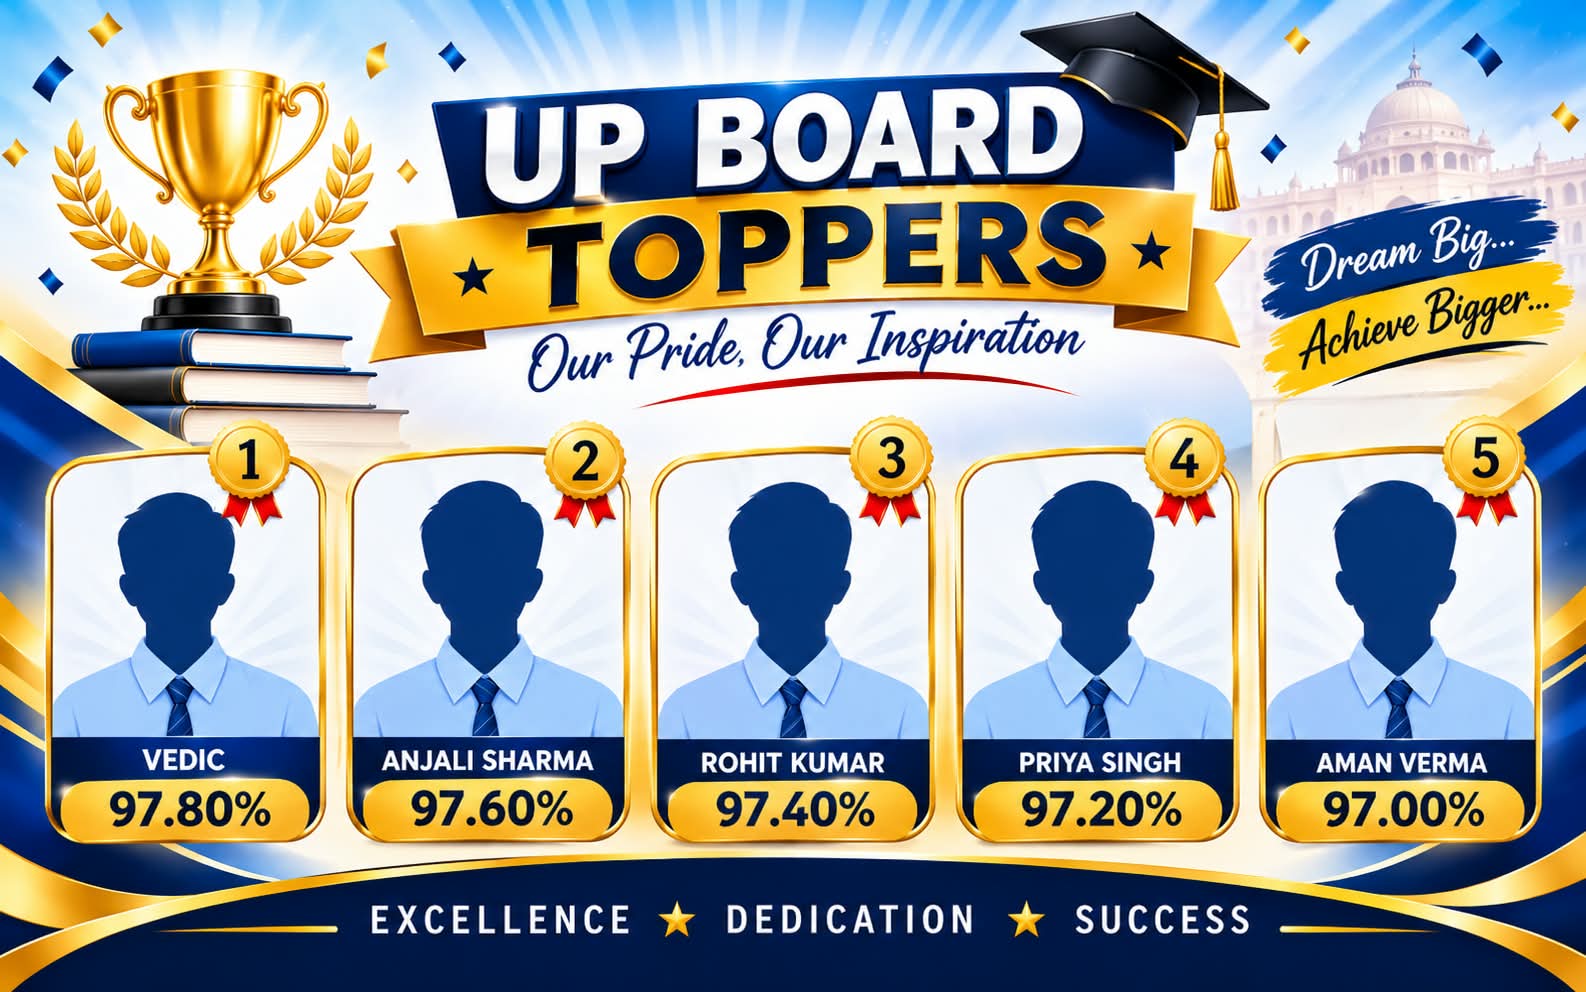 UP BOARD
TOPPERS
Our Pride, Our Inspiration
Dream Big...
Achieve Bigger...
1
VEDIC
97.80%
2
ANJALI SHARMA
97.60%
3
ROHIT KUMAR
97.40%
4
PRIYA SINGH
97.20%
5
AMAN VERMA
97.00%
EXCELLENCE DEDICATION SUCCESS